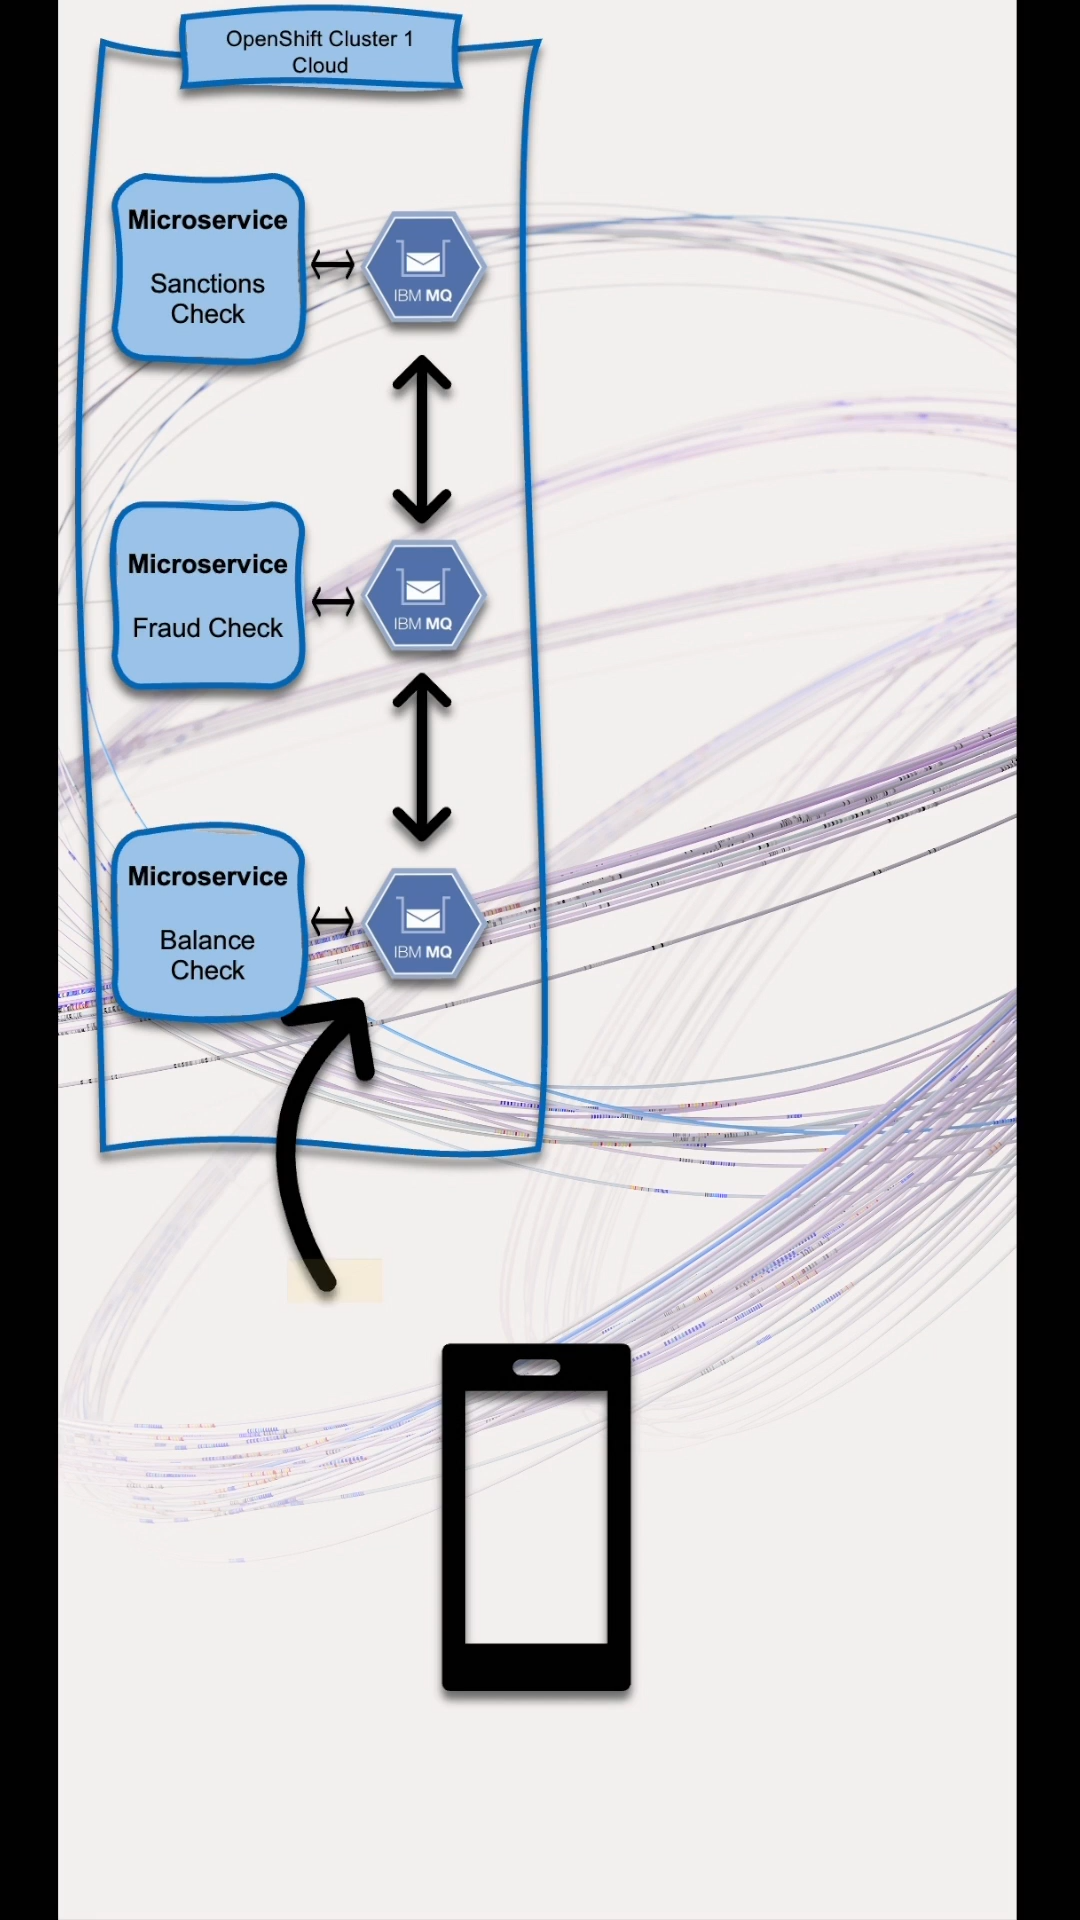 OpenShift Cluster 1
Cloud
Microservice
Sanctions
Check
IBM MQ
Microservice
Fraud Check
IBM MQ
Microservice
Balance
Check
IBM MQ